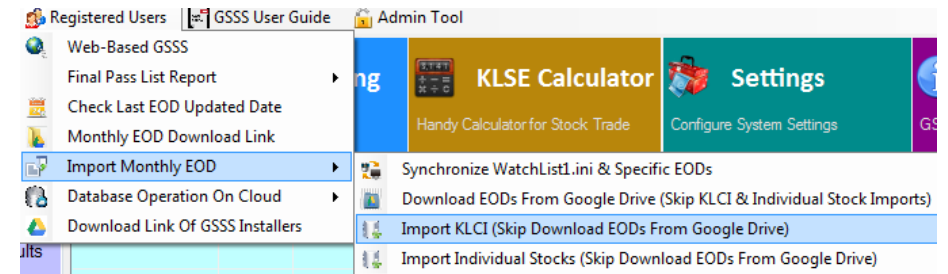 Registered Users GSSS User Guide Admin Tool
Web-Based GSSS
Final Pass List Report
Check Last EOD Updated Date
Monthly EOD Download Link
Import Monthly EOD
Database Operation On Cloud
Download Link Of GSSS Installers
ults
ng
KLSE Calculator
Handy Calculator for Stock Trade
Settings
Configure System Settings
GS
Synchronize WatchList1.ini & Specific EODs
Download EODs From Google Drive (Skip KLCI & Individual Stock Imports)
Import KLCI (Skip Download EODs From Google Drive)
Import Individual Stocks (Skip Download EODs From Google Drive)